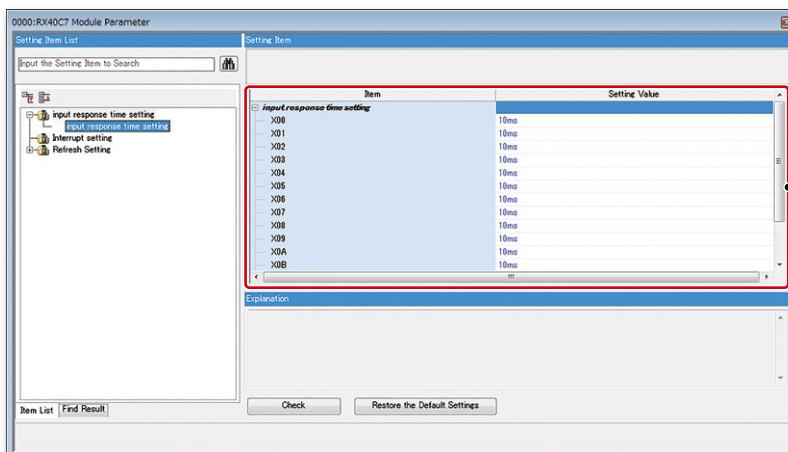 0000:RX40C7 Module Parameter
Setting Item List
Setting Item
Input the Setting Item to Search
input response time setting
input response time setting
Interrupt setting
Refresh Setting
Item Setting Value
input response time setting
X00 10ms
X01 10ms
X02 10ms
X03 10ms
X04 10ms
X05 10ms
X06 10ms
X07 10ms
X08 10ms
X09 10ms
X0A 10ms
X0B 10ms
Explanation
Item List Find Result
Check Restore the Default Settings